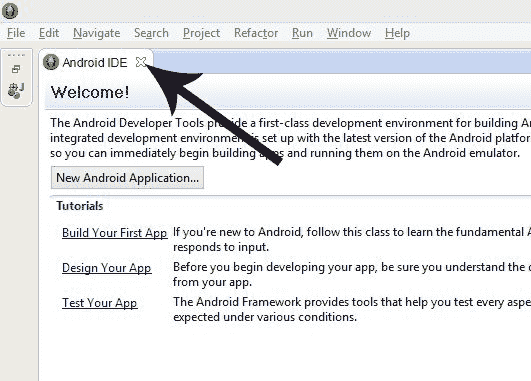 File Edit Navigate Search Project Refactor Run Window Help
Android IDE
Welcome!
The Android Developer Tools provide a first-class development environment for building
integrated development environment is set up with the latest version of the Android
so you can immediately begin building apps and running them on the Android emulator.
New Android Application...
Tutorials
Build Your First App If you're new to Android, follow this class to learn the fundamental
responds to input.
Design Your App Before you begin developing your app, be sure you understand the
from your app.
Test Your App The Android Framework provides tools that help you test every
expected under various conditions.